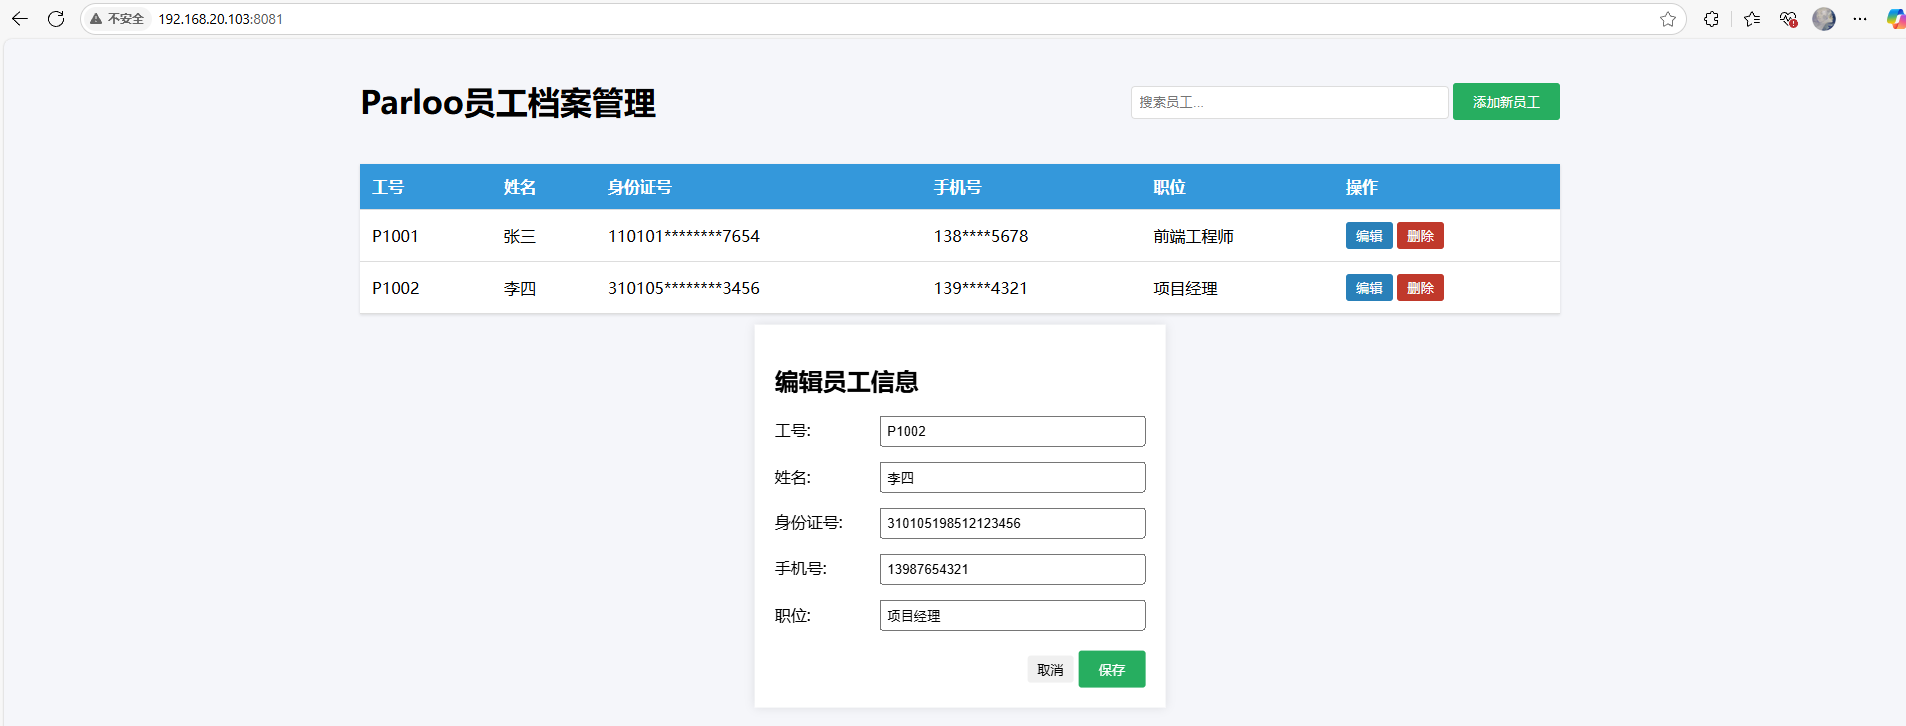 不安全 192.168.20.103:8081
Parloo员工档案管理 搜索员工... 添加新员工
工号 姓名 身份证号 手机号 职位 操作
P1001 张三 110101********7654 138****5678 前端工程师 编辑 删除
P1002 李四 310105********3456 139****4321 项目经理 编辑 删除
编辑员工信息
工号: P1002
姓名: 李四
身份证号: 310105198512123456
手机号: 13987654321
职位: 项目经理
取消 保存